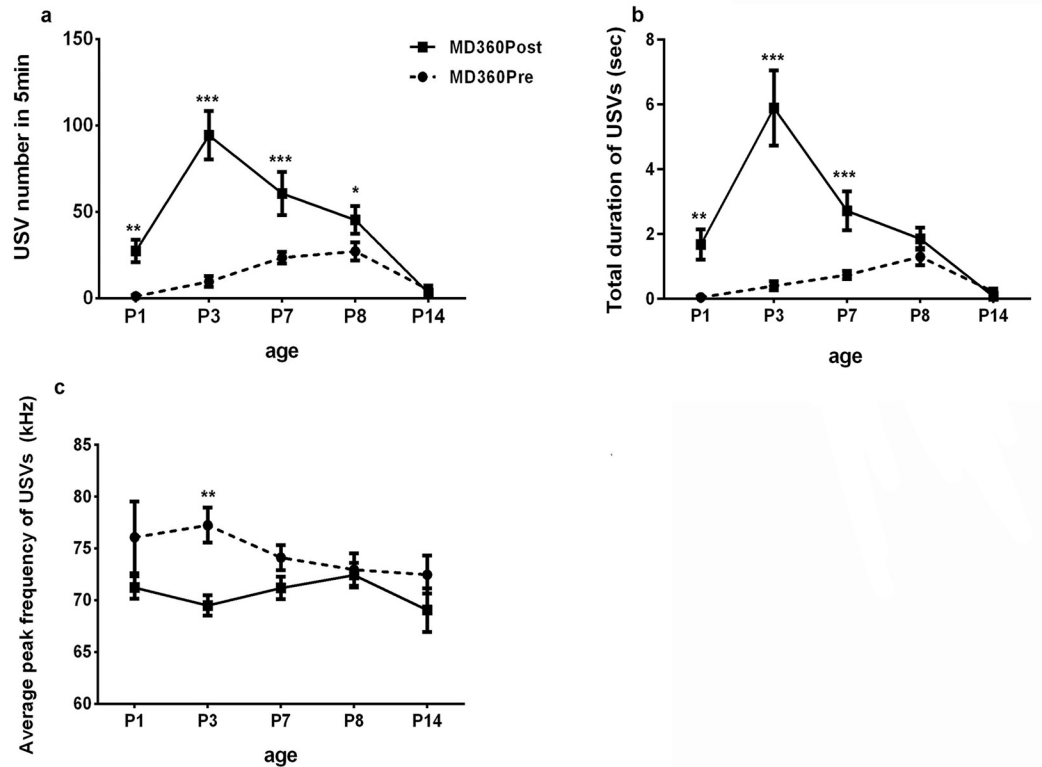 a
USV number in 5min
150
100
50
0
**
***
***
*
P1 P3 P7 P8 P14
age
MD360Post
MD360Pre
b
Total duration of USVs (sec)
8
6
4
2
0
**
***
***
P1 P3 P7 P8 P14
age
c
Average peak frequency of USVs (kHz)
85
80
75
70
65
60
**
P1 P3 P7 P8 P14
age